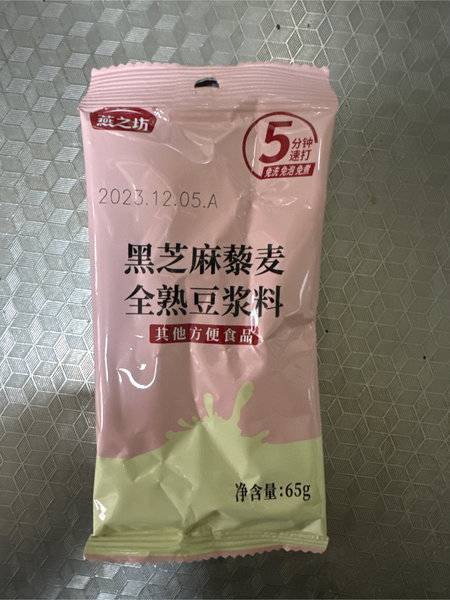 燕之坊
5分钟
速打
免洗 免泡 免煮
2023.12.05.A
黑芝麻藜麦
全熟豆浆料
其他方便食品
净含量:65g